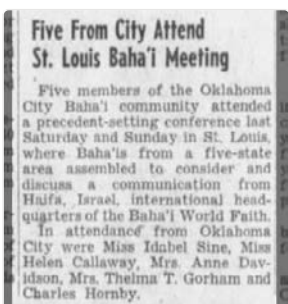 Five From City Attend
St. Louis Baha'i Meeting
Five members of the Oklahoma
City Baha'i community attended
a precedent-setting conference last
Saturday and Sunday in St. Louis,
where Baha'is from a five-state
area assembled to consider and
discuss a communication from
Haifa, Israel, international head-
quarters of the Baha'i World Faith.
In attendance from Oklahoma
City were Miss Idabel Sine, Miss
Helen Callaway, Mrs. Anne Dav-
idson, Mrs. Thelma T. Gorham and
Charles Hornby.